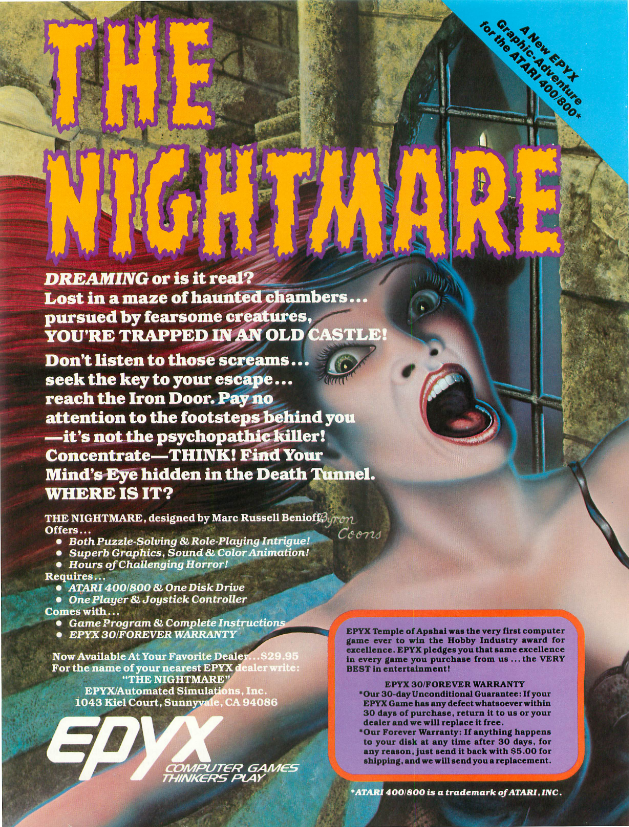 A New EPYX
Graphic-Adventure
for the ATARI 400/800*
THE
NIGHTMARE
DREAMING or is it real?
Lost in a maze of haunted chambers...
pursued by fearsome creatures,
YOU'RE TRAPPED IN AN OLD CASTLE!
Don't listen to those screams...
seek the key to your escape...
reach the Iron Door. Pay no
attention to the footsteps behind you
—it's not the psychopathic killer!
Concentrate—THINK! Find Your
Mind's Eye hidden in the Death Tunnel.
WHERE IS IT?
THE NIGHTMARE, designed by Marc Russell Benioff.
Offers...
• Both Puzzle-Solving & Role-Playing Intrigue!
• Superb Graphics, Sound & Color Animation!
• Hours of Challenging Horror!
Requires...
• ATARI 400/800 & One Disk Drive
• One Player & Joystick Controller
Comes with...
• Game Program & Complete Instructions
• EPYX 30/FOREVER WARRANTY
Now Available At Your Favorite Dealer...$29.95
For the name of your nearest EPYX dealer write:
"THE NIGHTMARE"
EPYX/Automated Simulations, Inc.
1043 Kiel Court, Sunnyvale, CA 94086
EPYX
COMPUTER GAMES
THINKERS PLAY
Byron
Coons
EPYX Temple of Apshai was the very first computer
game ever to win the Hobby Industry award for
excellence. EPYX pledges you that same excellence
in every game you purchase from us...the VERY
BEST in entertainment!
EPYX 30/FOREVER WARRANTY
*Our 30-day Unconditional Guarantee: If your
EPYX Game has any defect whatsoever within
30 days of purchase, return it to us or your
dealer and we will replace it free.
*Our Forever Warranty: If anything happens
to your disk at any time after 30 days, for
any reason, just send it back with $5.00 for
shipping, and we will send you a replacement.
*ATARI 400/800 is a trademark of ATARI, INC.